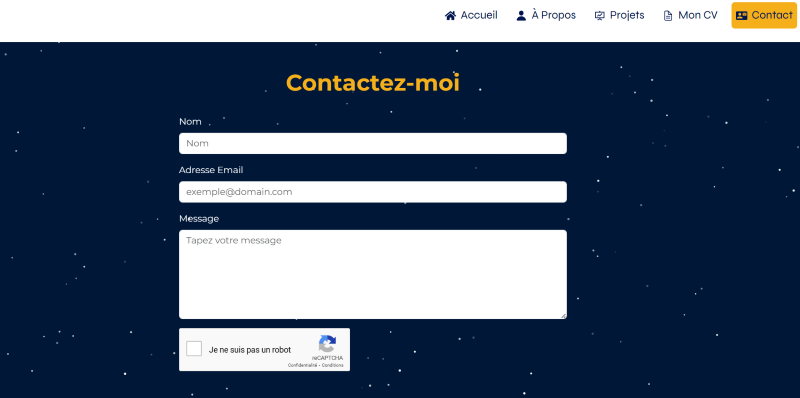 Accueil À Propos Projets Mon CV Contact
Contactez-moi
Nom
Nom
Adresse Email
exemple@domain.com
Message
Tapez votre message
Je ne suis pas un robot
reCAPTCHA
Confidentialité - Conditions